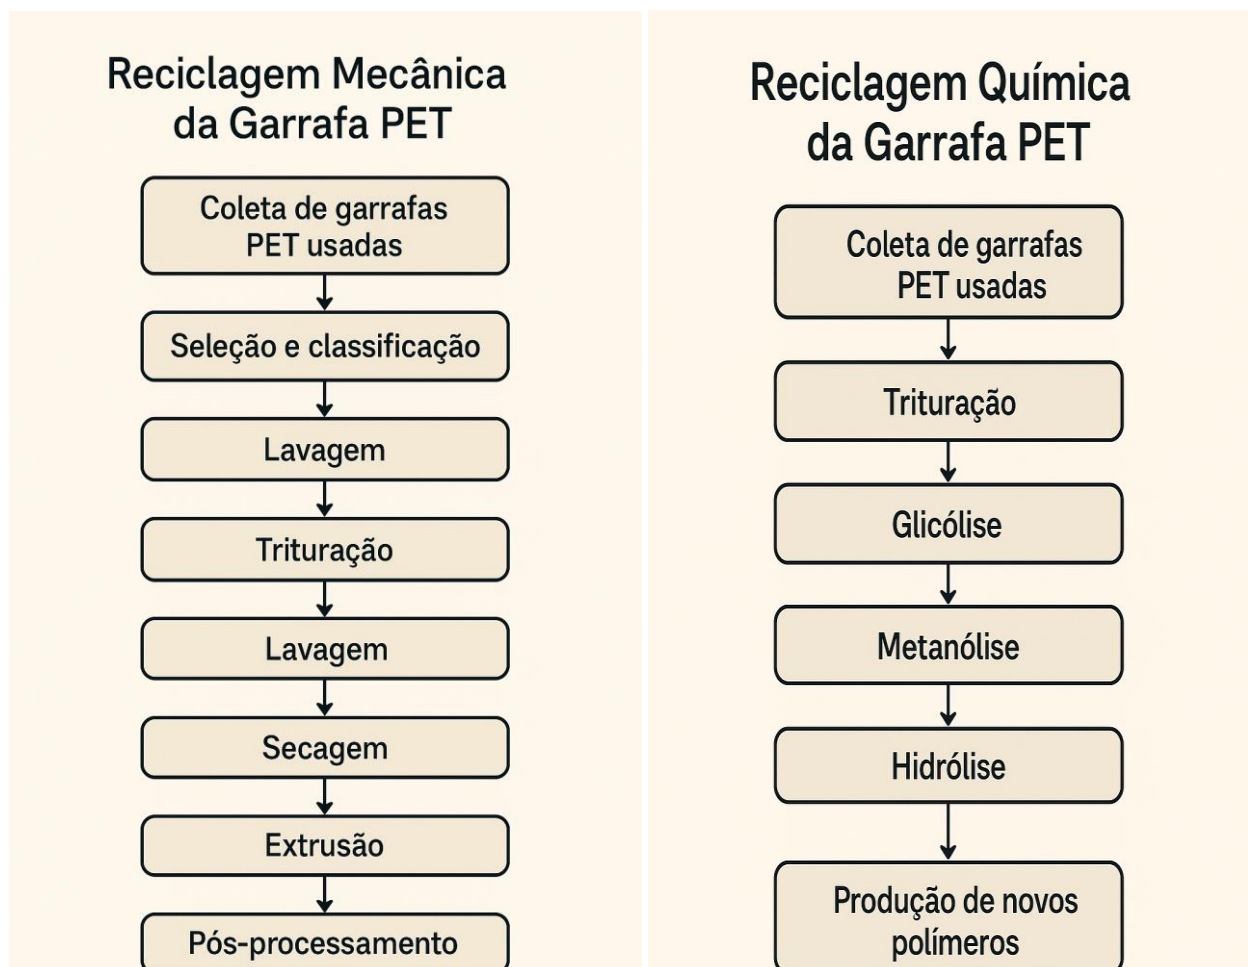 Reciclagem Mecânica
da Garrafa PET
Coleta de garrafas
PET usadas
Seleção e classificação
Lavagem
Trituração
Lavagem
Secagem
Extrusão
Pós-processamento
Reciclagem Química
da Garrafa PET
Coleta de garrafas
PET usadas
Trituração
Glicólise
Metanólise
Hidrólise
Produção de novos
polímeros